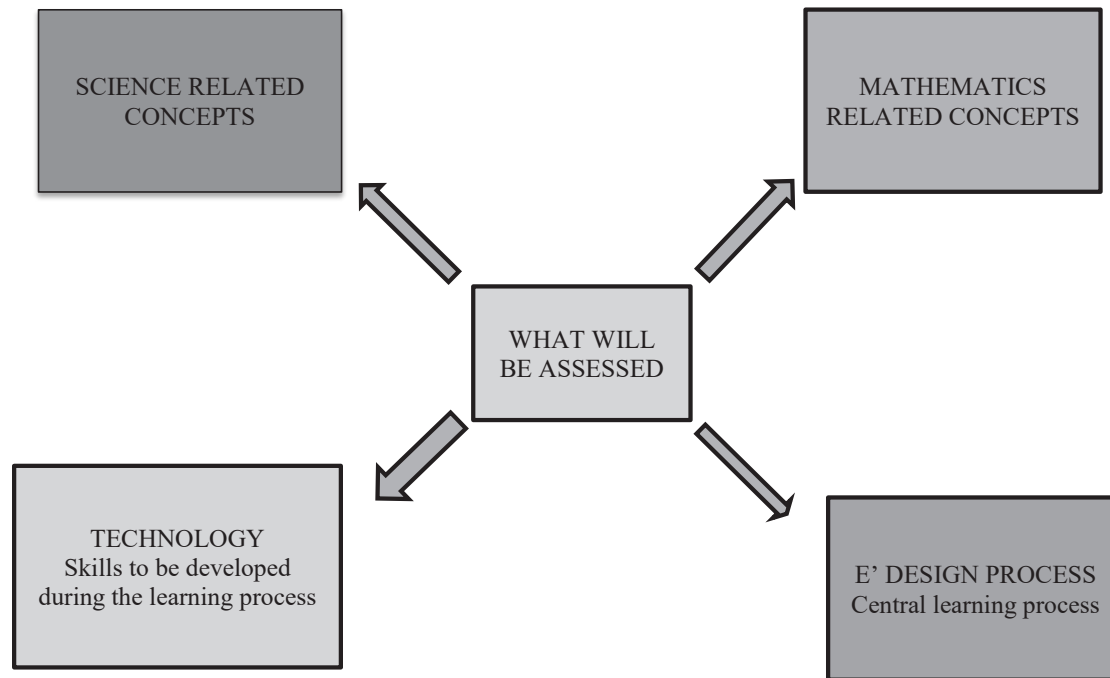 SCIENCE RELATED
CONCEPTS
MATHEMATICS
RELATED CONCEPTS
WHAT WILL
BE ASSESSED
TECHNOLOGY
Skills to be developed
during the learning process
E’ DESIGN PROCESS
Central learning process